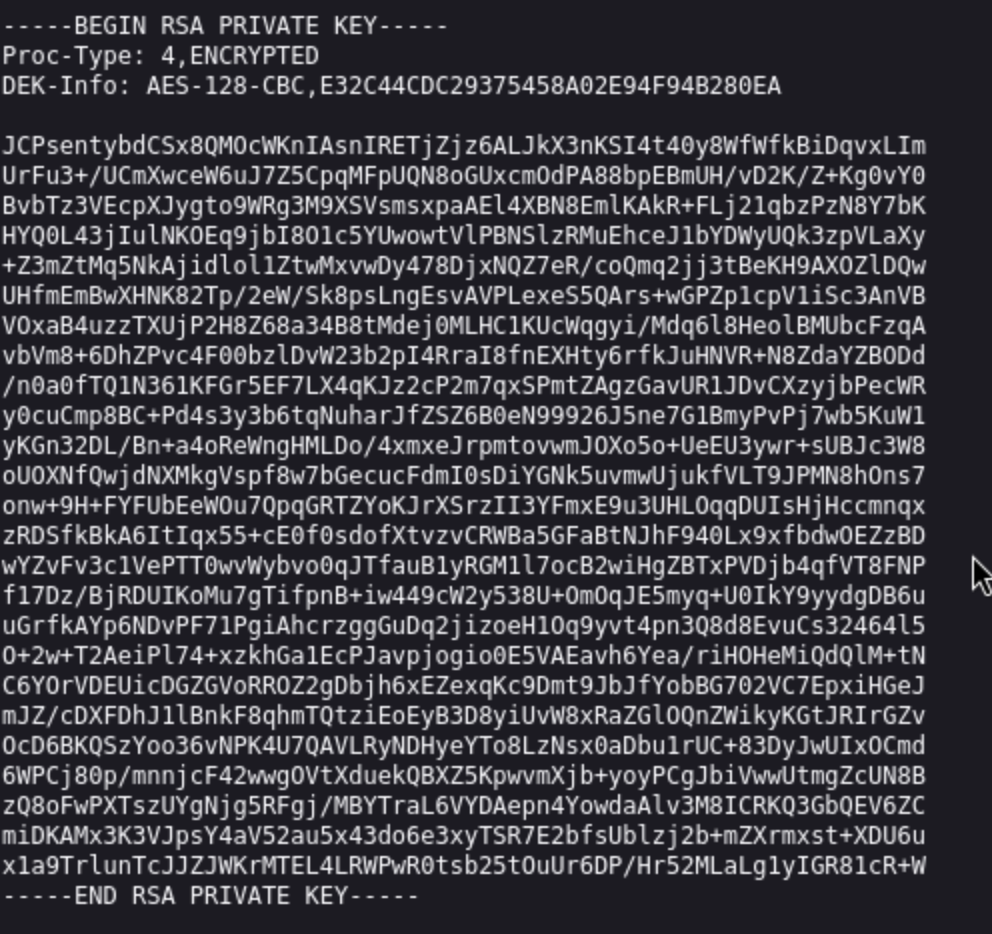 -----BEGIN RSA PRIVATE KEY-----
Proc-Type: 4,ENCRYPTED
DEK-Info: AES-128-CBC,E32C44CDC29375458A02E94F94B280EA

JCPsentybdCSx8QMOcWKnIAsnIRETjZjz6ALJkX3nKSI4t40y8WfWfkBiDqvxLIm
UrFu3+/UCmXwceW6uJ7Z5CpqMFpUQN8oGUxcmOdPA88bpEBmUH/vD2K/Z+Kg0vY0
BvbTz3VEcpXJygto9WRg3M9XSVsmsxpaAEl4XBN8EmlKAkR+FLj21qbzPzN8Y7bK
HYQ0L43jIulNKOEq9jbI8O1c5YUwowtVlPBNSlzRMuEhceJ1bYDWyUQk3zpVLaXy
+Z3mZtMq5NkAjidlol1ZtwMxvwDy478DjxNQZ7eR/coQmq2jj3tBeKH9AXOZlDQw
UHfmEmBwXHNK82Tp/2eW/Sk8psLngEsvAVPLexeS5QArs+wGPZp1cpV1iSc3AnVB
VOxaB4uzzTXUjP2H8Z68a34B8tMdej0MLHC1KUcWqgyi/Mdq6l8HeolBMUbcFzqA
vbVm8+6DhZPvc4F00bzlDvW23b2pI4RraI8fnEXHty6rfkJuHNVR+N8ZdaYZBODd
/n0a0fTQ1N361KFGr5EF7LX4qKJz2cP2m7qxSPmtZAgzGavUR1JDvCXzyjbPecWR
y0cuCmp8BC+Pd4s3y3b6tqNuharJfZSZ6B0eN99926J5ne7G1BmyPvPj7wb5KuW1
yKGn32DL/Bn+a4oReWngHMLDo/4xmxeJrpmtovwmJOXo5o+UeEU3ywr+sUBJc3W8
oUOXNfQwjdNXMkgVspf8w7bGecucFdmI0sDiYGNk5uvmwUjukfVLT9JPMN8hOns7
onw+9H+FYFUbEeWOu7QpqGRTZYoKJrXSrzII3YFmxE9u3UHLOqqDUIsHjHccmnqx
zRDSfkBkA6ItIqx55+cE0f0sdofXtvzvCRWBa5GFaBtNJhF940Lx9xfbdwOEZzBD
wYZvFv3c1VePTT0wvWybvo0qJTfauB1yRGM1l7ocB2wiHgZBTxPVDjb4qfVT8FNP
f17Dz/BjRDUIKoMu7gTifpnB+iw449cW2y538U+OmOqJE5myq+U0IkY9yydgDB6u
uGrfkAYp6NDvPF71PgiAhcrzggGuDq2jizoeH1Oq9yvt4pn3Q8d8EvuCs32464l5
O+2w+T2AeiPl74+xzkhGa1EcPJavpjogio0E5VAEavh6Yea/riHOHeMiQdQlM+tN
C6YOrVDEUicDGZGVoRROZ2gDbjh6xEZexqKc9Dmt9JbJfYobBG702VC7EpxiHGeJ
mJZ/cDXFDhJ1lBnkF8qhmTQtziEoEyB3D8yiUvW8xRaZGlOQnZWikyKGtJRIrGZv
OcD6BKQSzYoo36vNPK4U7QAVLRyNDHyeYTo8LzNsx0aDbu1rUC+83DyJwUIxOCmd
6WPCj80p/mnnjcF42wwgOVtXduekQBXZ5KpwvmXjb+yoyPCgJbiVwwUtmgZcUN8B
zQ8oFwPXTszUYgNjg5RFgj/MBYTraL6VYDAepn4YowdaAlv3M8ICRKQ3GbQEV6ZC
miDKAMx3K3VJpsY4aV52au5x43do6e3xyTSR7E2bfsUblzj2b+mZXrmxst+XDU6u
x1a9TrlunTcJJZJWKrMTEL4LRWPwR0tsb25tOuUr6DP/Hr52MLaLg1yIGR81cR+W
-----END RSA PRIVATE KEY-----